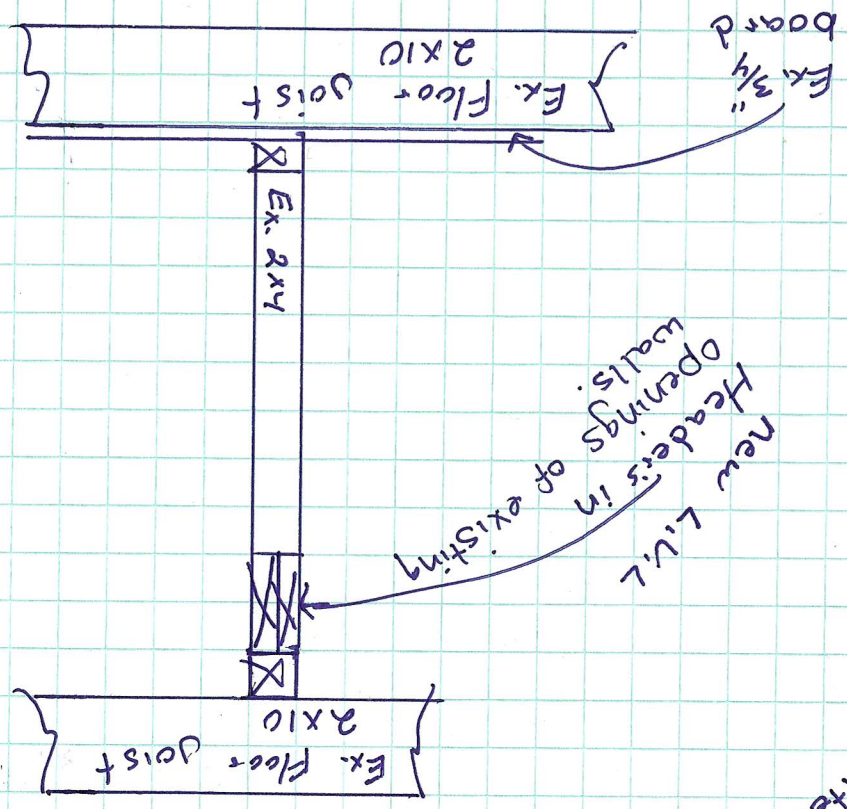 Ex. Floor joist
2x10
new L.V.L
Header's in
openings of existing
walls.
Ex. 2x4
Ex. 3/4"
board
Ex. Floor joist
2x10